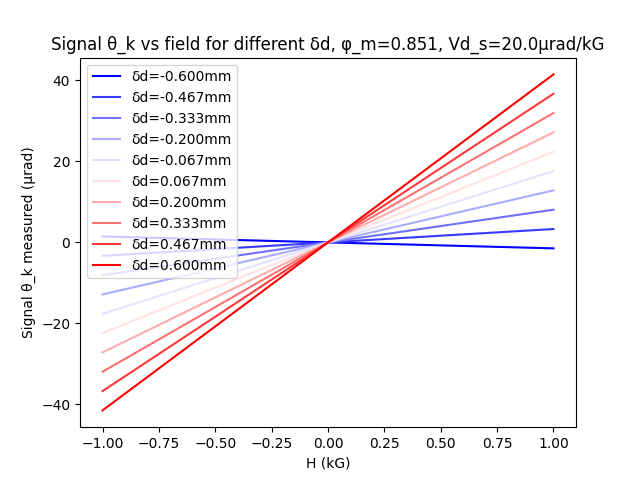 Signal θ_k vs field for different δd, φ_m=0.851, Vd_s=20.0μrad/kG
40
20
0
−20
−40
Signal θ_k measured (μrad)
δd=-0.600mm
δd=-0.467mm
δd=-0.333mm
δd=-0.200mm
δd=-0.067mm
δd=0.067mm
δd=0.200mm
δd=0.333mm
δd=0.467mm
δd=0.600mm
−1.00 −0.75 −0.50 −0.25 0.00 0.25 0.50 0.75 1.00
H (kG)